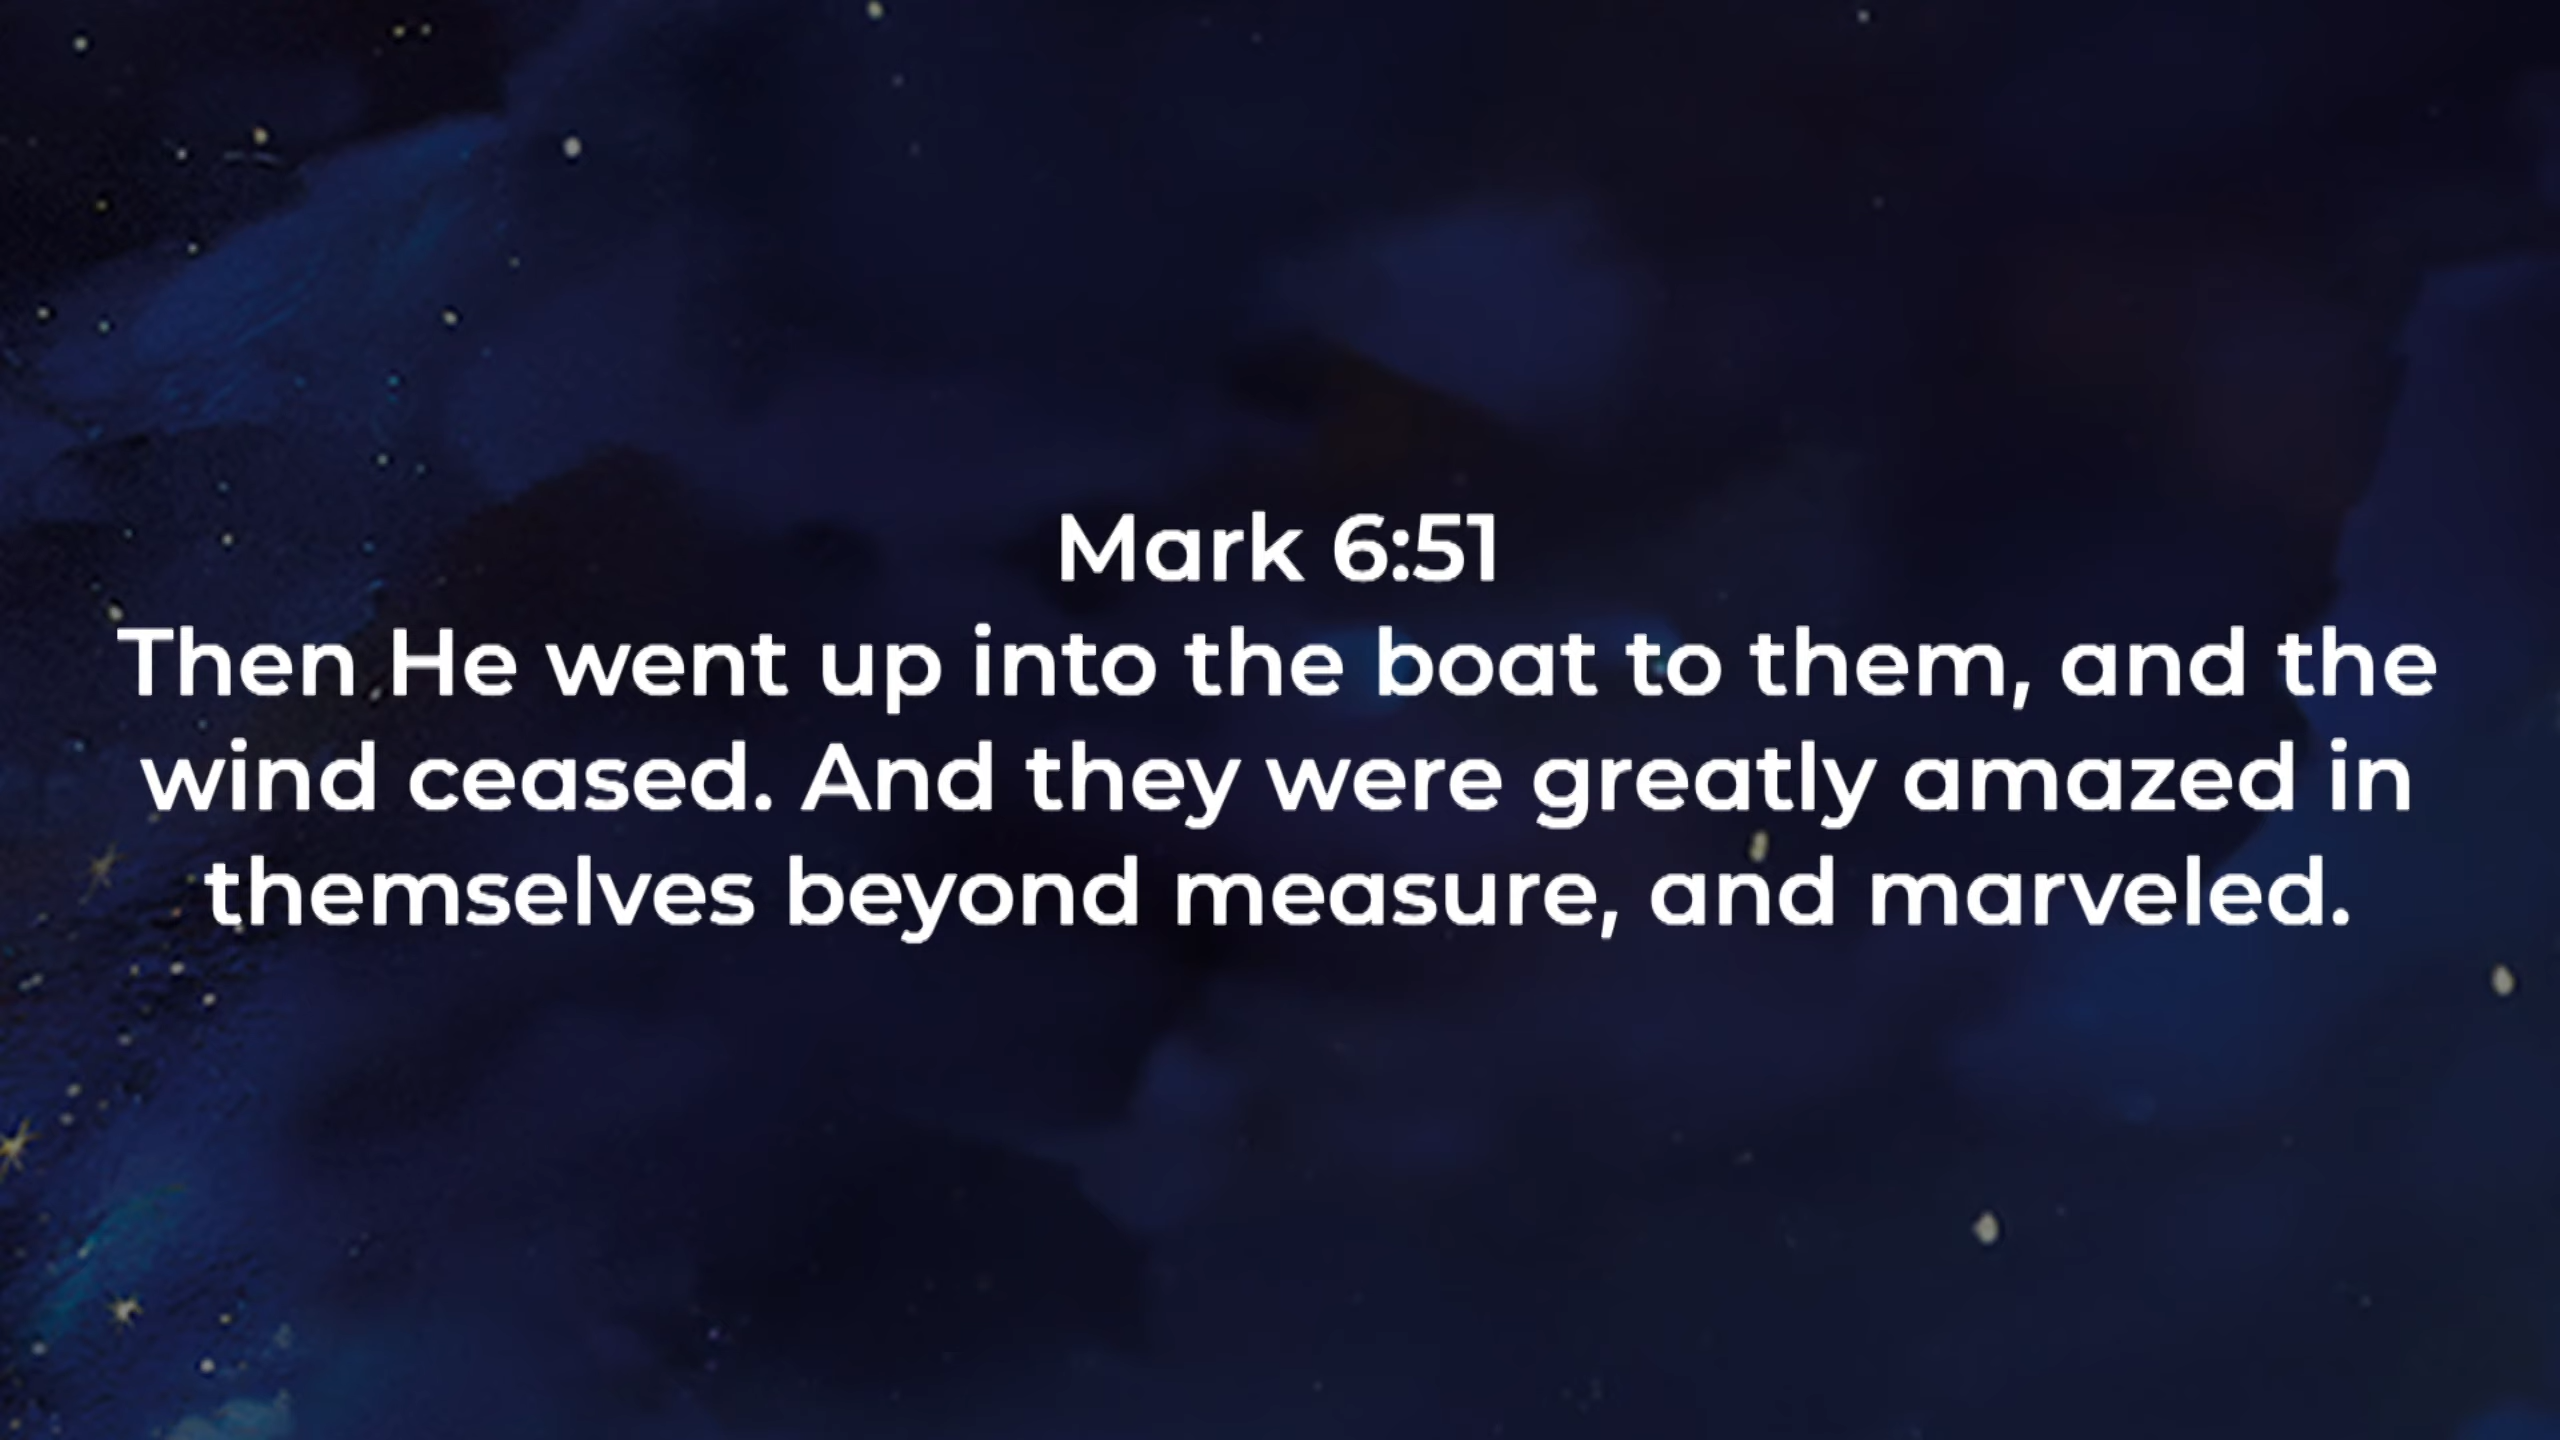 Mark 6:51
Then He went up into the boat to them, and the
wind ceased. And they were greatly amazed in
themselves beyond measure, and marveled.